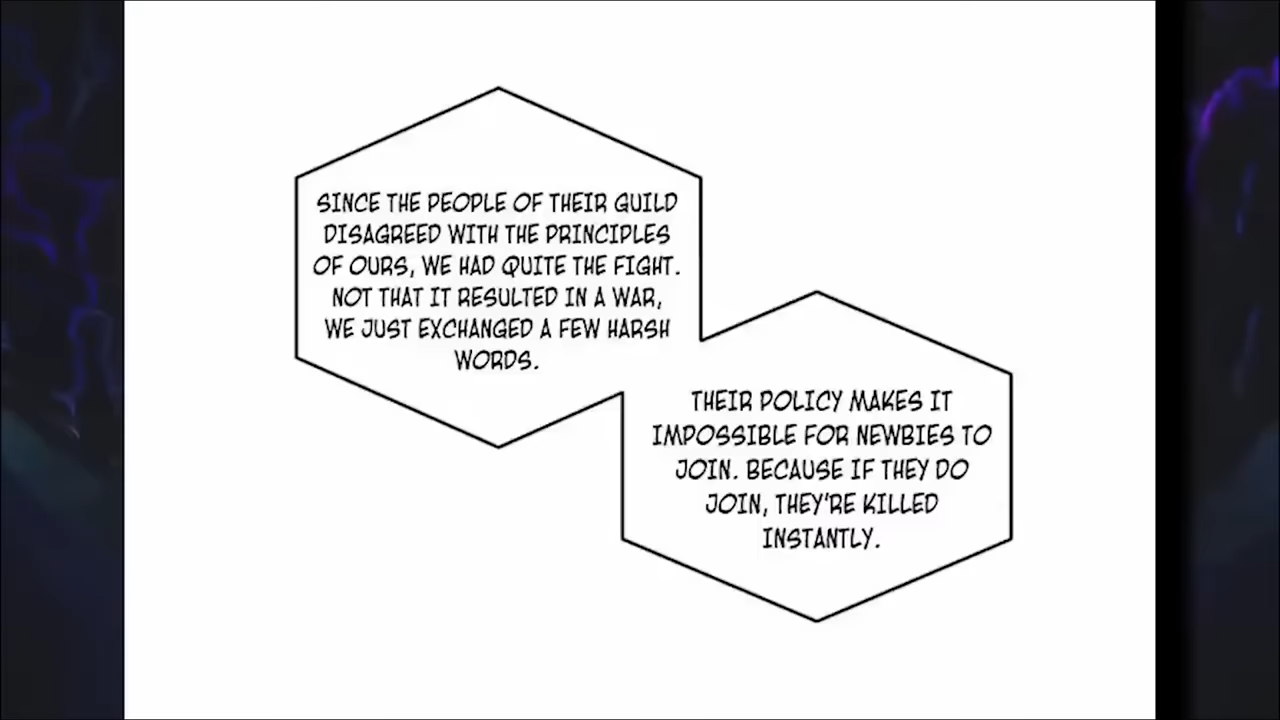 SINCE THE PEOPLE OF THEIR GUILD
DISAGREED WITH THE PRINCIPLES
OF OURS, WE HAD QUITE THE FIGHT.
NOT THAT IT RESULTED IN A WAR,
WE JUST EXCHANGED A FEW HARSH
WORDS.
THEIR POLICY MAKES IT
IMPOSSIBLE FOR NEWBIES TO
JOIN. BECAUSE IF THEY DO
JOIN, THEY'RE KILLED
INSTANTLY.